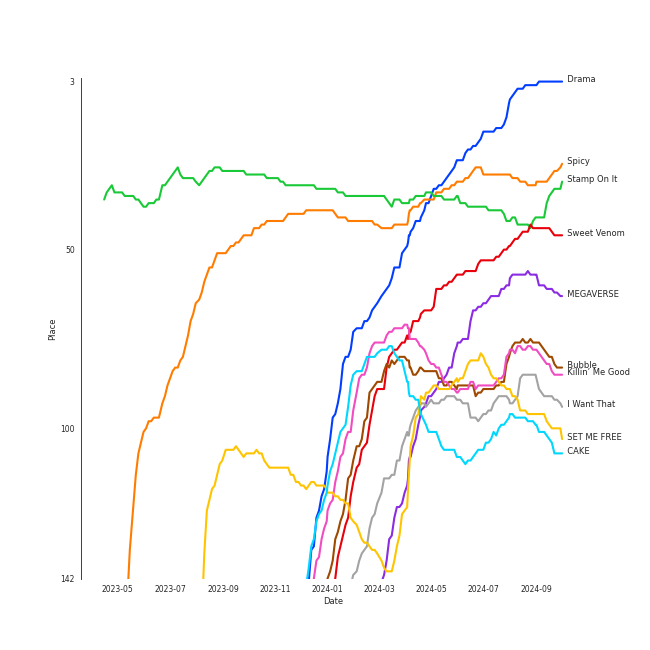 3
Drama
Spicy
Stamp On It
Sweet Venom
50
MEGAVERSE
Place
Bubble
Killin' Me Good
I Want That
100
SET ME FREE
CAKE
142
2023-05 2023-07 2023-09 2023-11 2024-01 2024-03 2024-05 2024-07 2024-09
Date